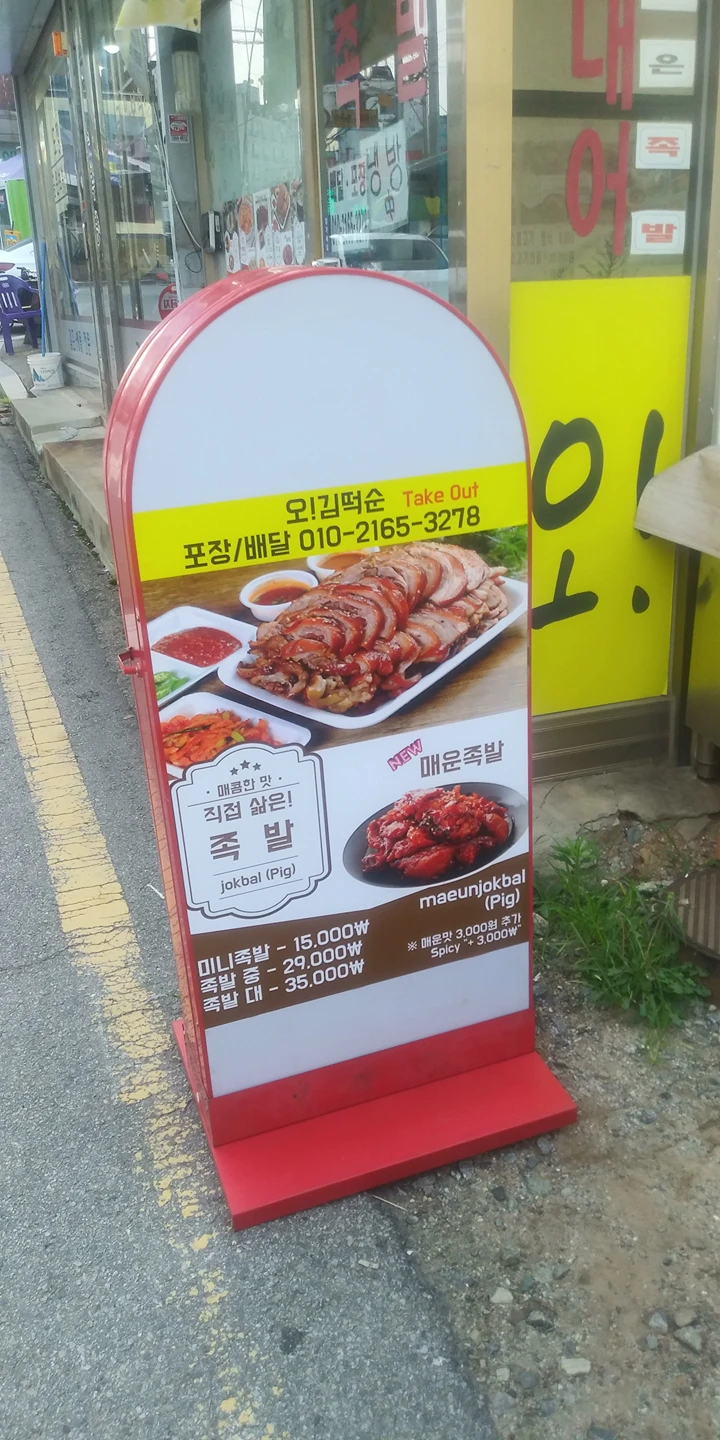 오!김떡순 Take Out
포장/배달 010-2165-3278
NEW 매운족발
· 매콤한 맛 ·
직접 삶은!
족 발
jokbal (Pig)
maeunjokbal
(Pig)
미니족발 - 15,000₩
족발 중 - 29,000₩
족발 대 - 35,000₩
※ 매운맛 3,000원 추가
Spicy "+ 3,000₩"
오!
은
족
발